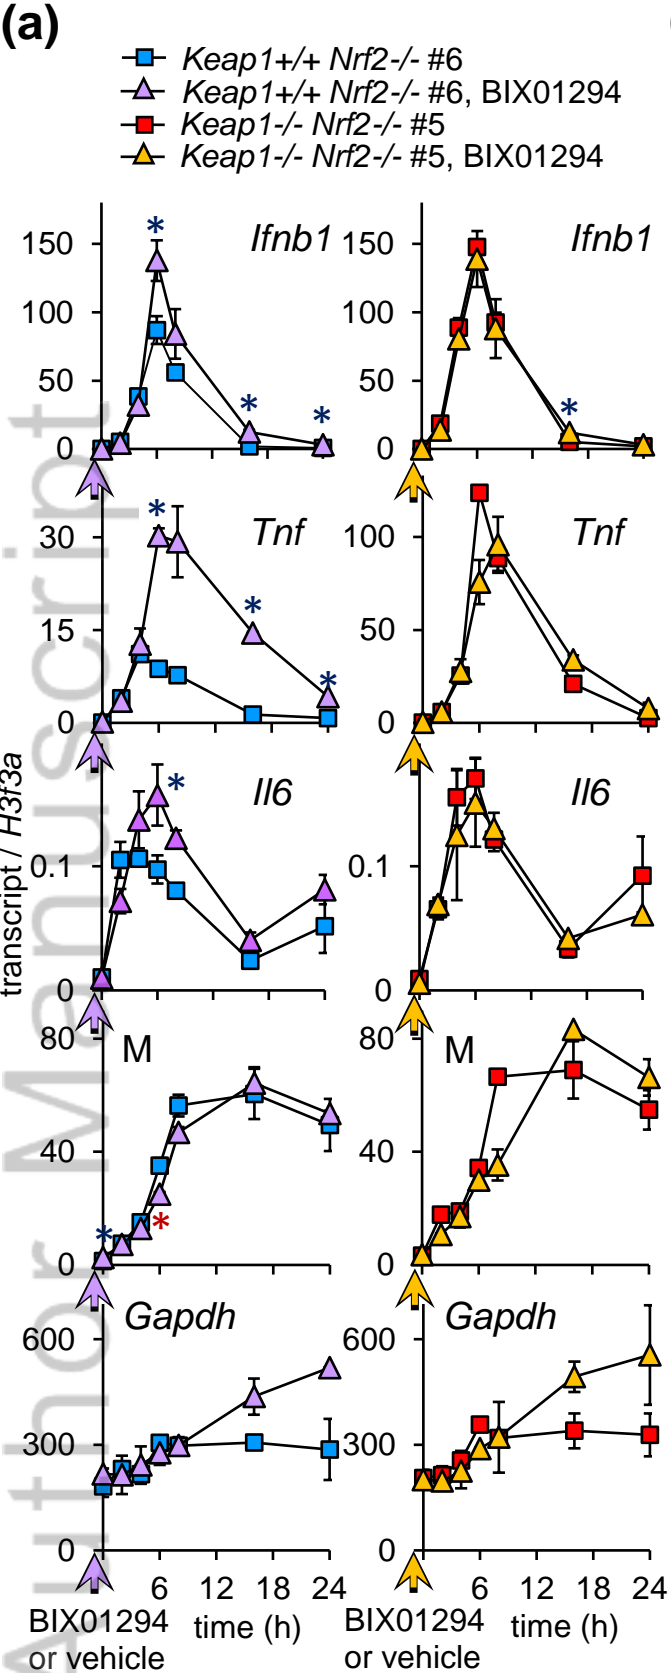 (a)
Keap1+/+ Nrf2-/- #6
Keap1+/+ Nrf2-/- #6, BIX01294
Keap1-/- Nrf2-/- #5
Keap1-/- Nrf2-/- #5, BIX01294
* Ifnb1 Ifnb1
150 150
100 100
50 * * 50 *
0 0
* Tnf Tnf
30 100
15 * 50
0 * 0
* Il6 Il6
0.1 0.1
0 0
transcript / H3f3a
80 M 80 M
40 40
* *
0 0
Gapdh Gapdh
600 600
300 300
0 0
6 12 18 24 6 12 18 24
BIX01294 time (h) BIX01294 time (h)
or vehicle or vehicle
Author Manuscript